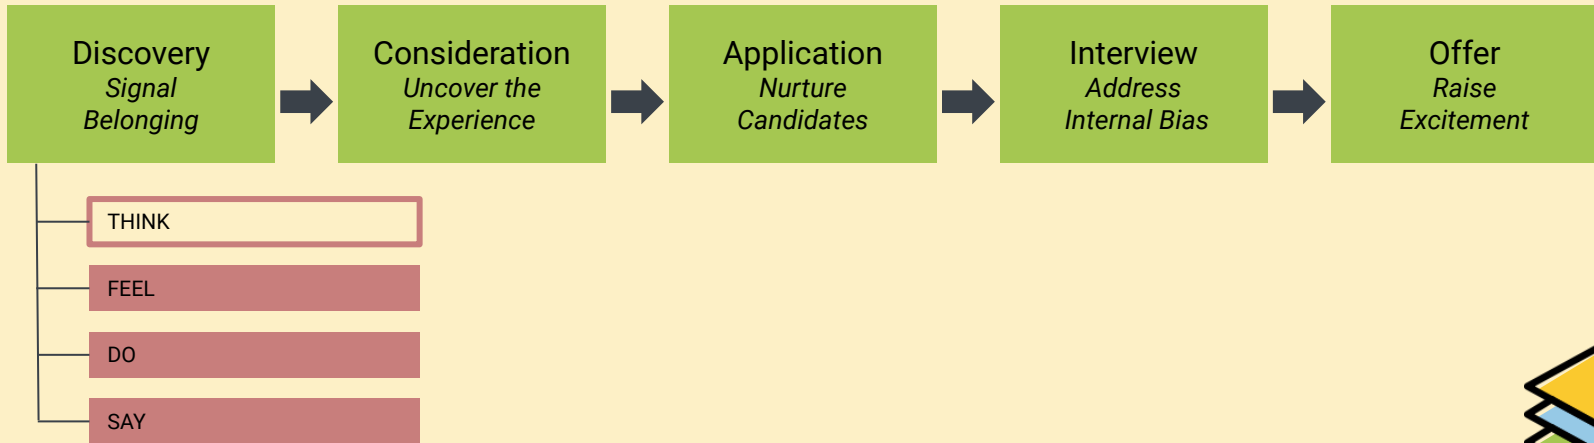 Discovery
Signal
Belonging
Consideration
Uncover the
Experience
Application
Nurture
Candidates
Interview
Address
Internal Bias
Offer
Raise
Excitement
THINK
FEEL
DO
SAY